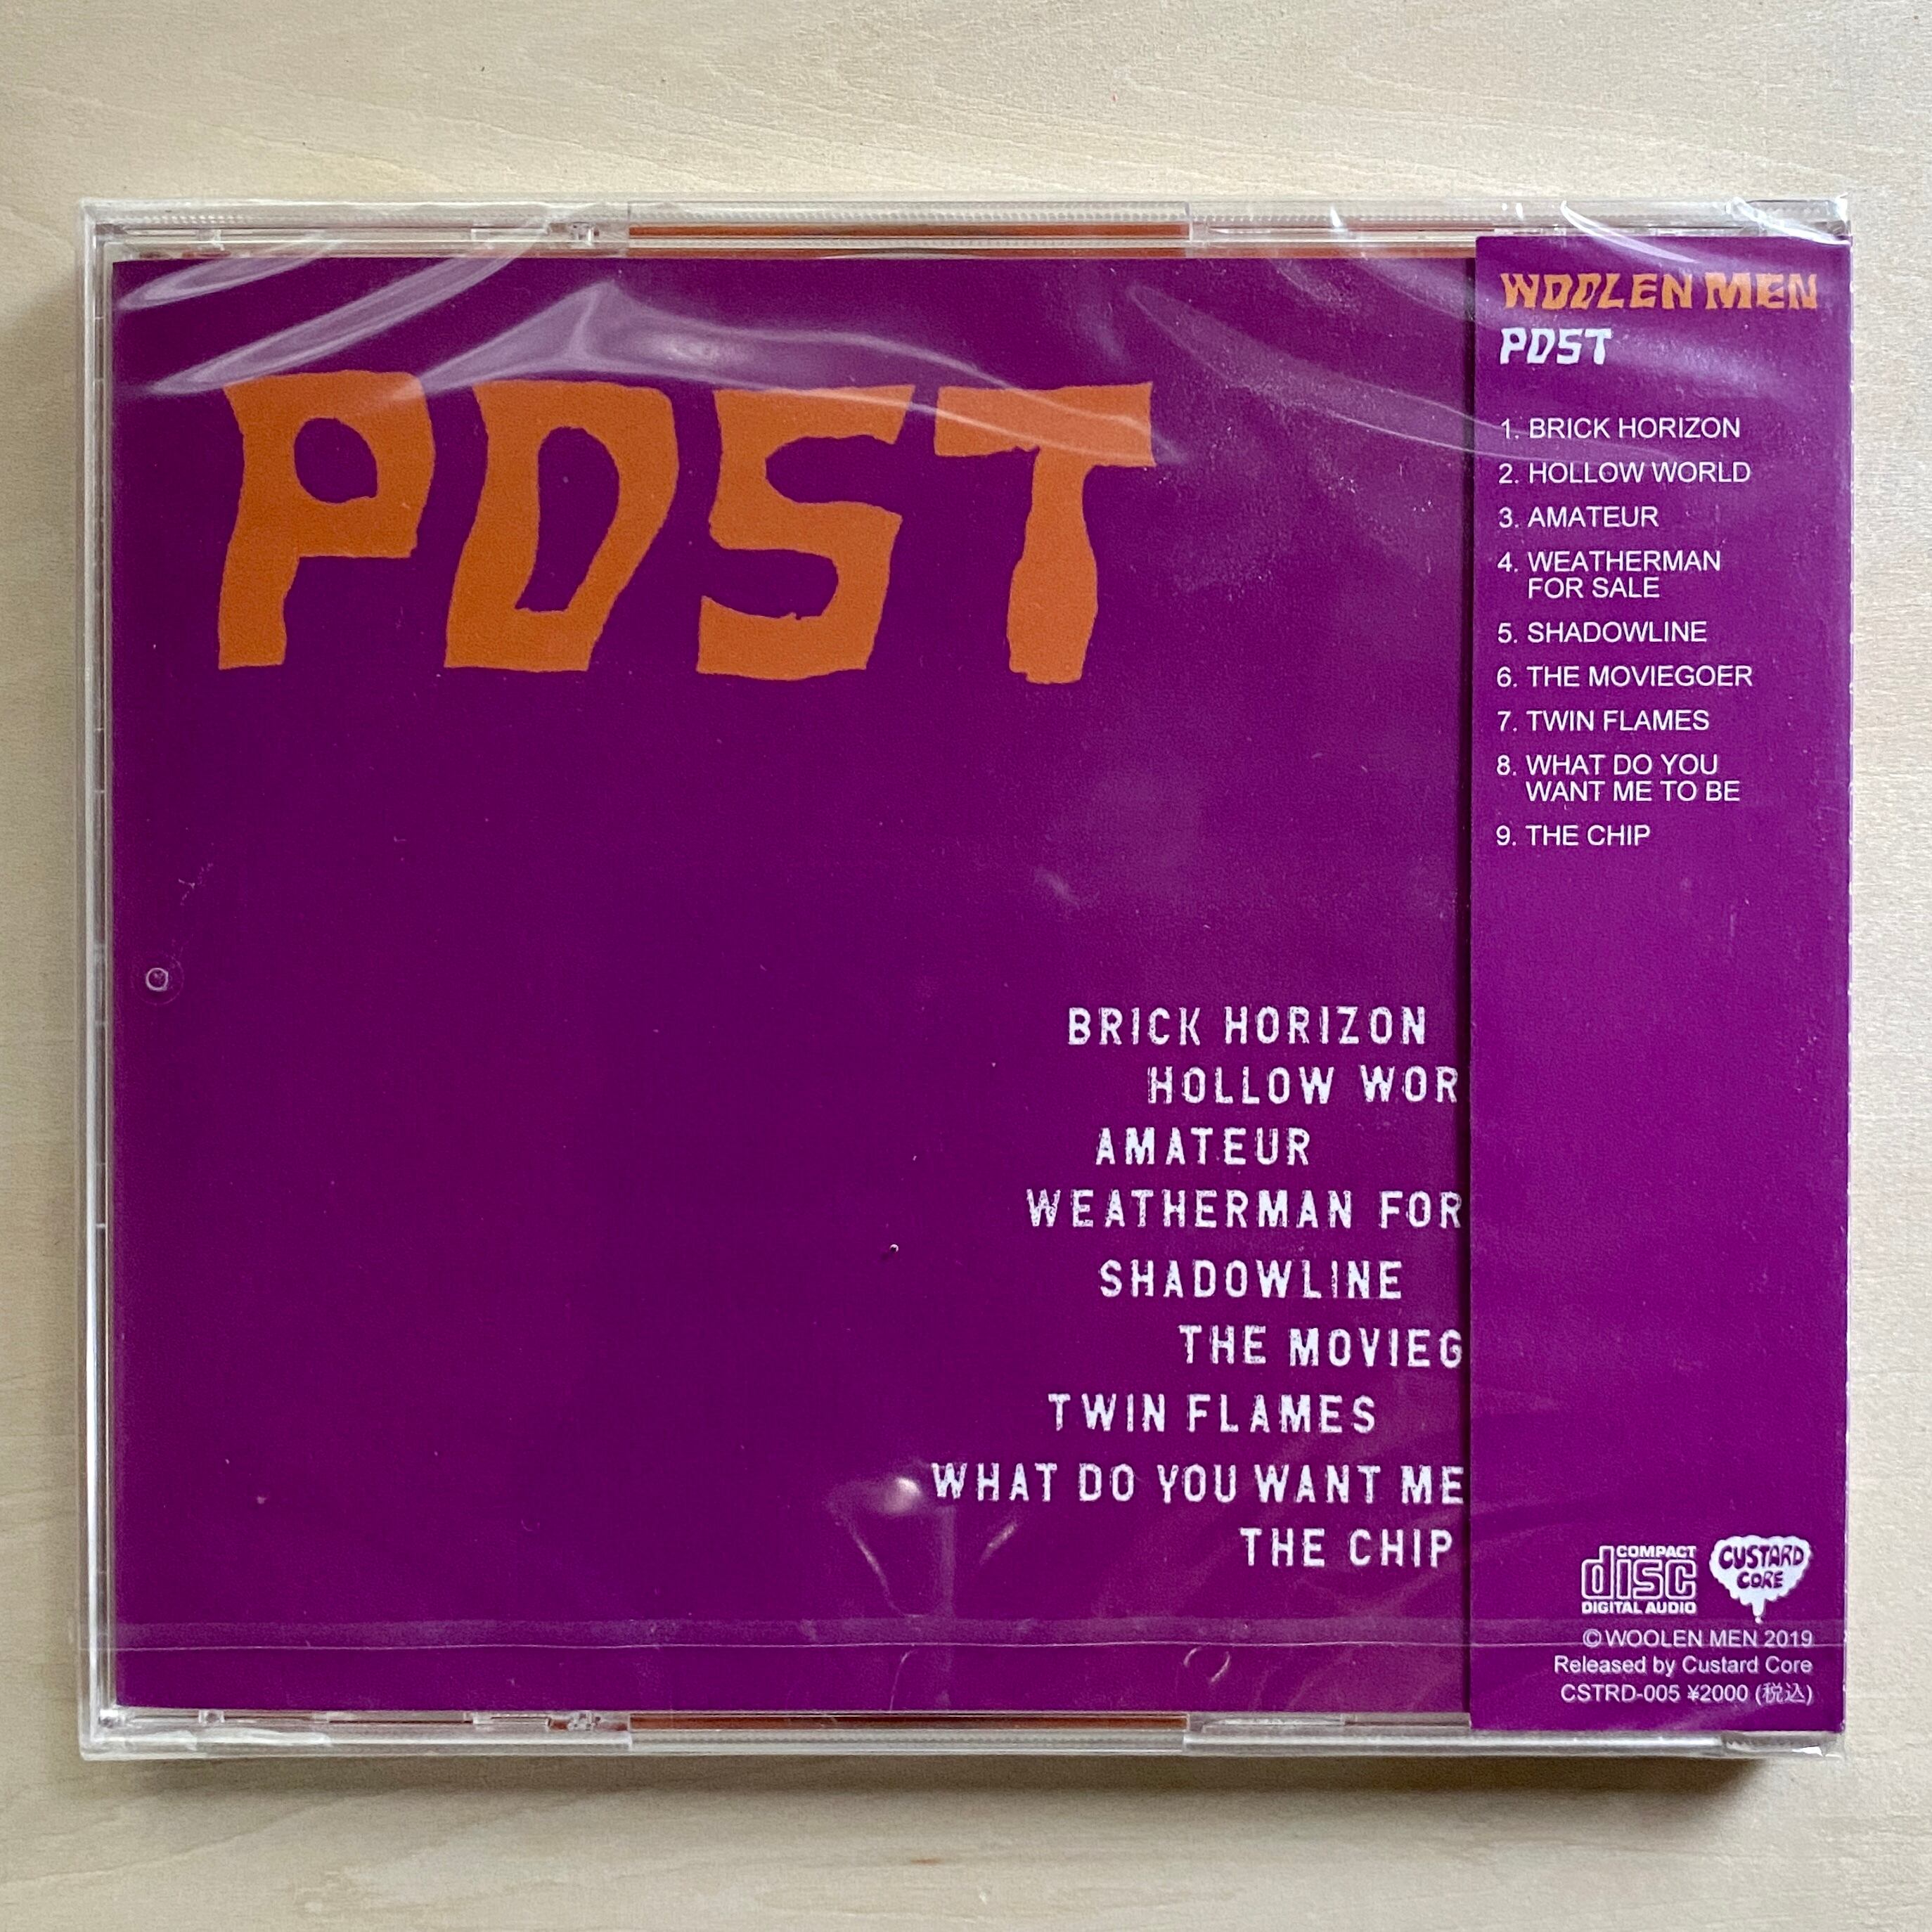 POST
BRICK HORIZON
HOLLOW WOR
AMATEUR
WEATHERMAN FOR
SHADOWLINE
THE MOVIEG
TWIN FLAMES
WHAT DO YOU WANT ME
THE CHIP
WOOLEN MEN
POST
1. BRICK HORIZON
2. HOLLOW WORLD
3. AMATEUR
4. WEATHERMAN
FOR SALE
5. SHADOWLINE
6. THE MOVIEGOER
7. TWIN FLAMES
8. WHAT DO YOU
WANT ME TO BE
9. THE CHIP
COMPACT
disc
DIGITAL AUDIO
CUSTARD
CORE
©WOOLEN MEN 2019
Released by Custard Core
CSTRD-005 ¥2000 (税込)